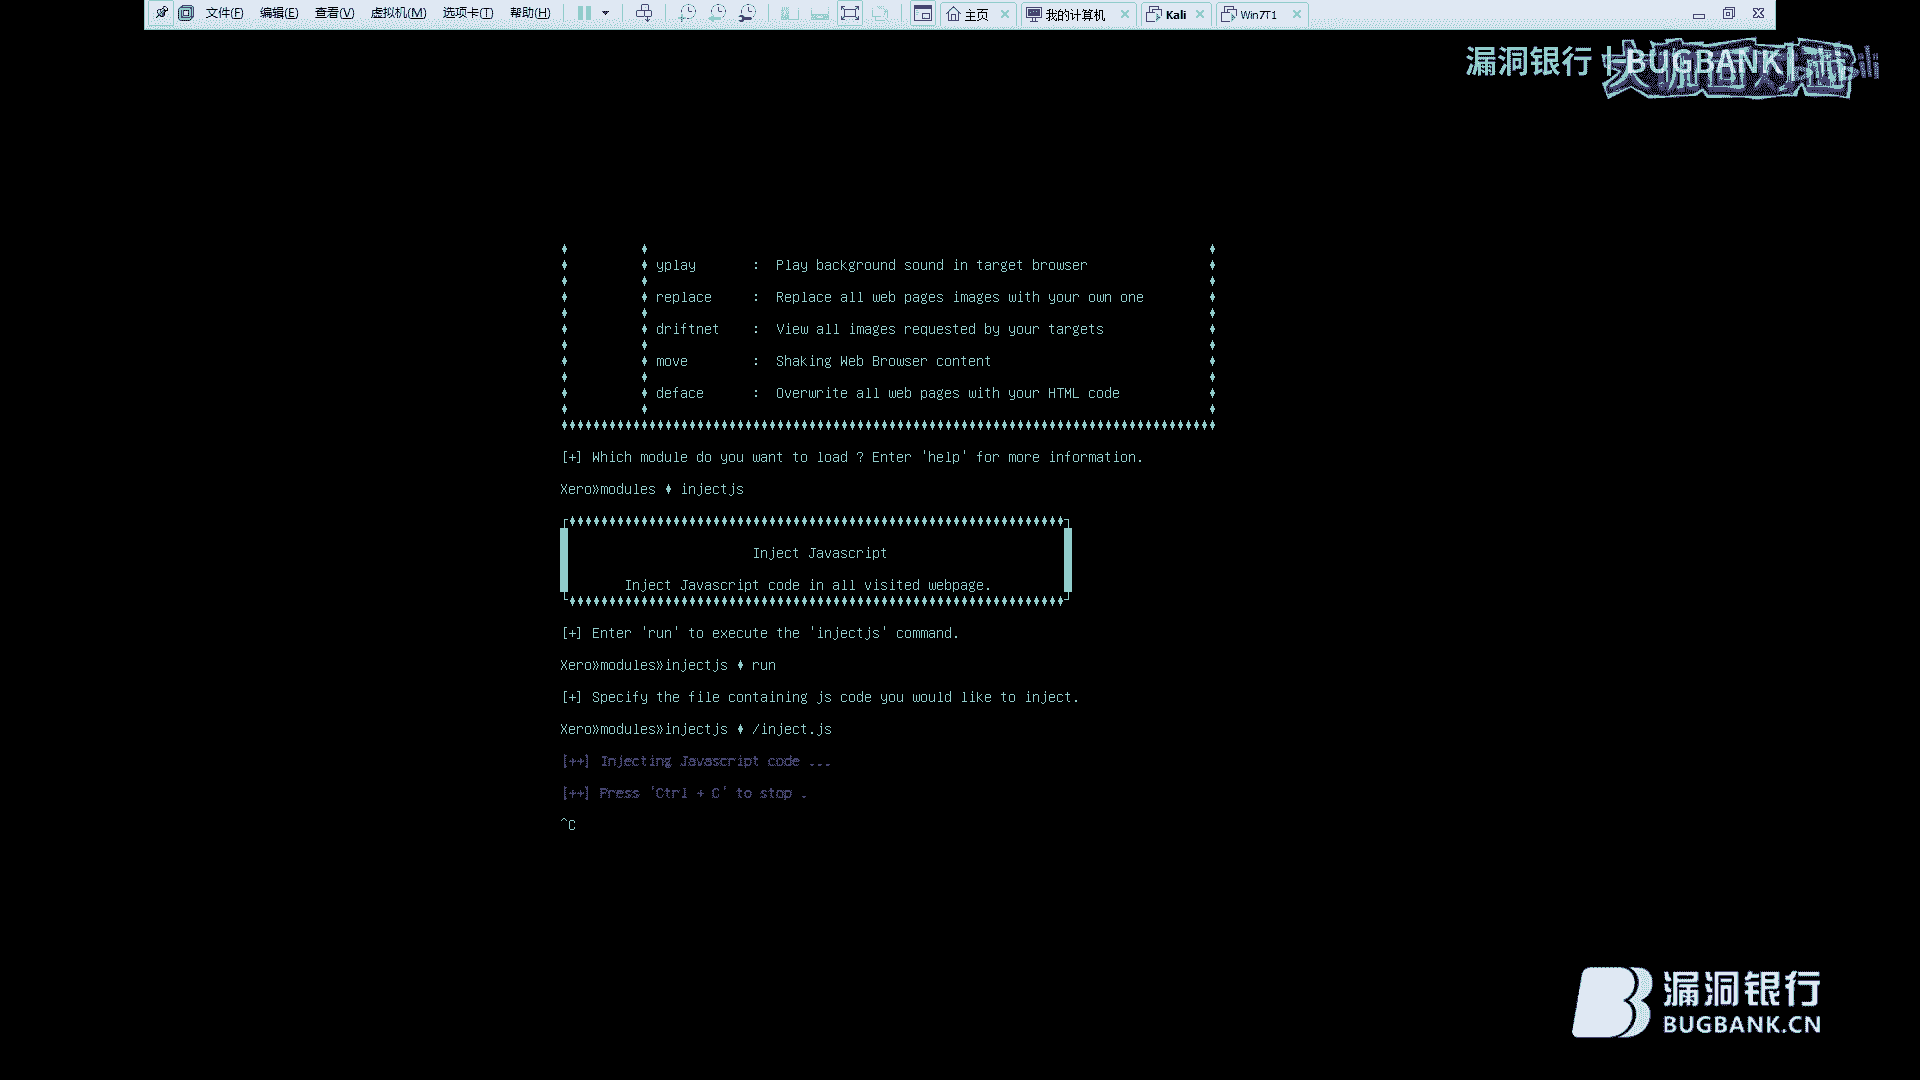 文件(F) 编辑(E) 查看(V) 虚拟机(M) 选项卡(T) 帮助(H) 主页 我的计算机 Kali Win7T1
漏洞银行 | BUGBANK
yplay : Play background sound in target browser
replace : Replace all web pages images with your own one
driftnet : View all images requested by your targets
move : Shaking Web Browser content
deface : Overwrite all web pages with your HTML code
[+] Which module do you want to load ? Enter 'help' for more information.
Xero»modules ♦ injectjs
Inject Javascript
Inject Javascript code in all visited webpage.
[+] Enter 'run' to execute the 'injectjs' command.
Xero»modules»injectjs ♦ run
[+] Specify the file containing js code you would like to inject.
Xero»modules»injectjs ♦ /inject.js
[++] Injecting Javascript code ...
[++] Press 'Ctrl + C' to stop .
^C
漏洞银行
BUGBANK.CN